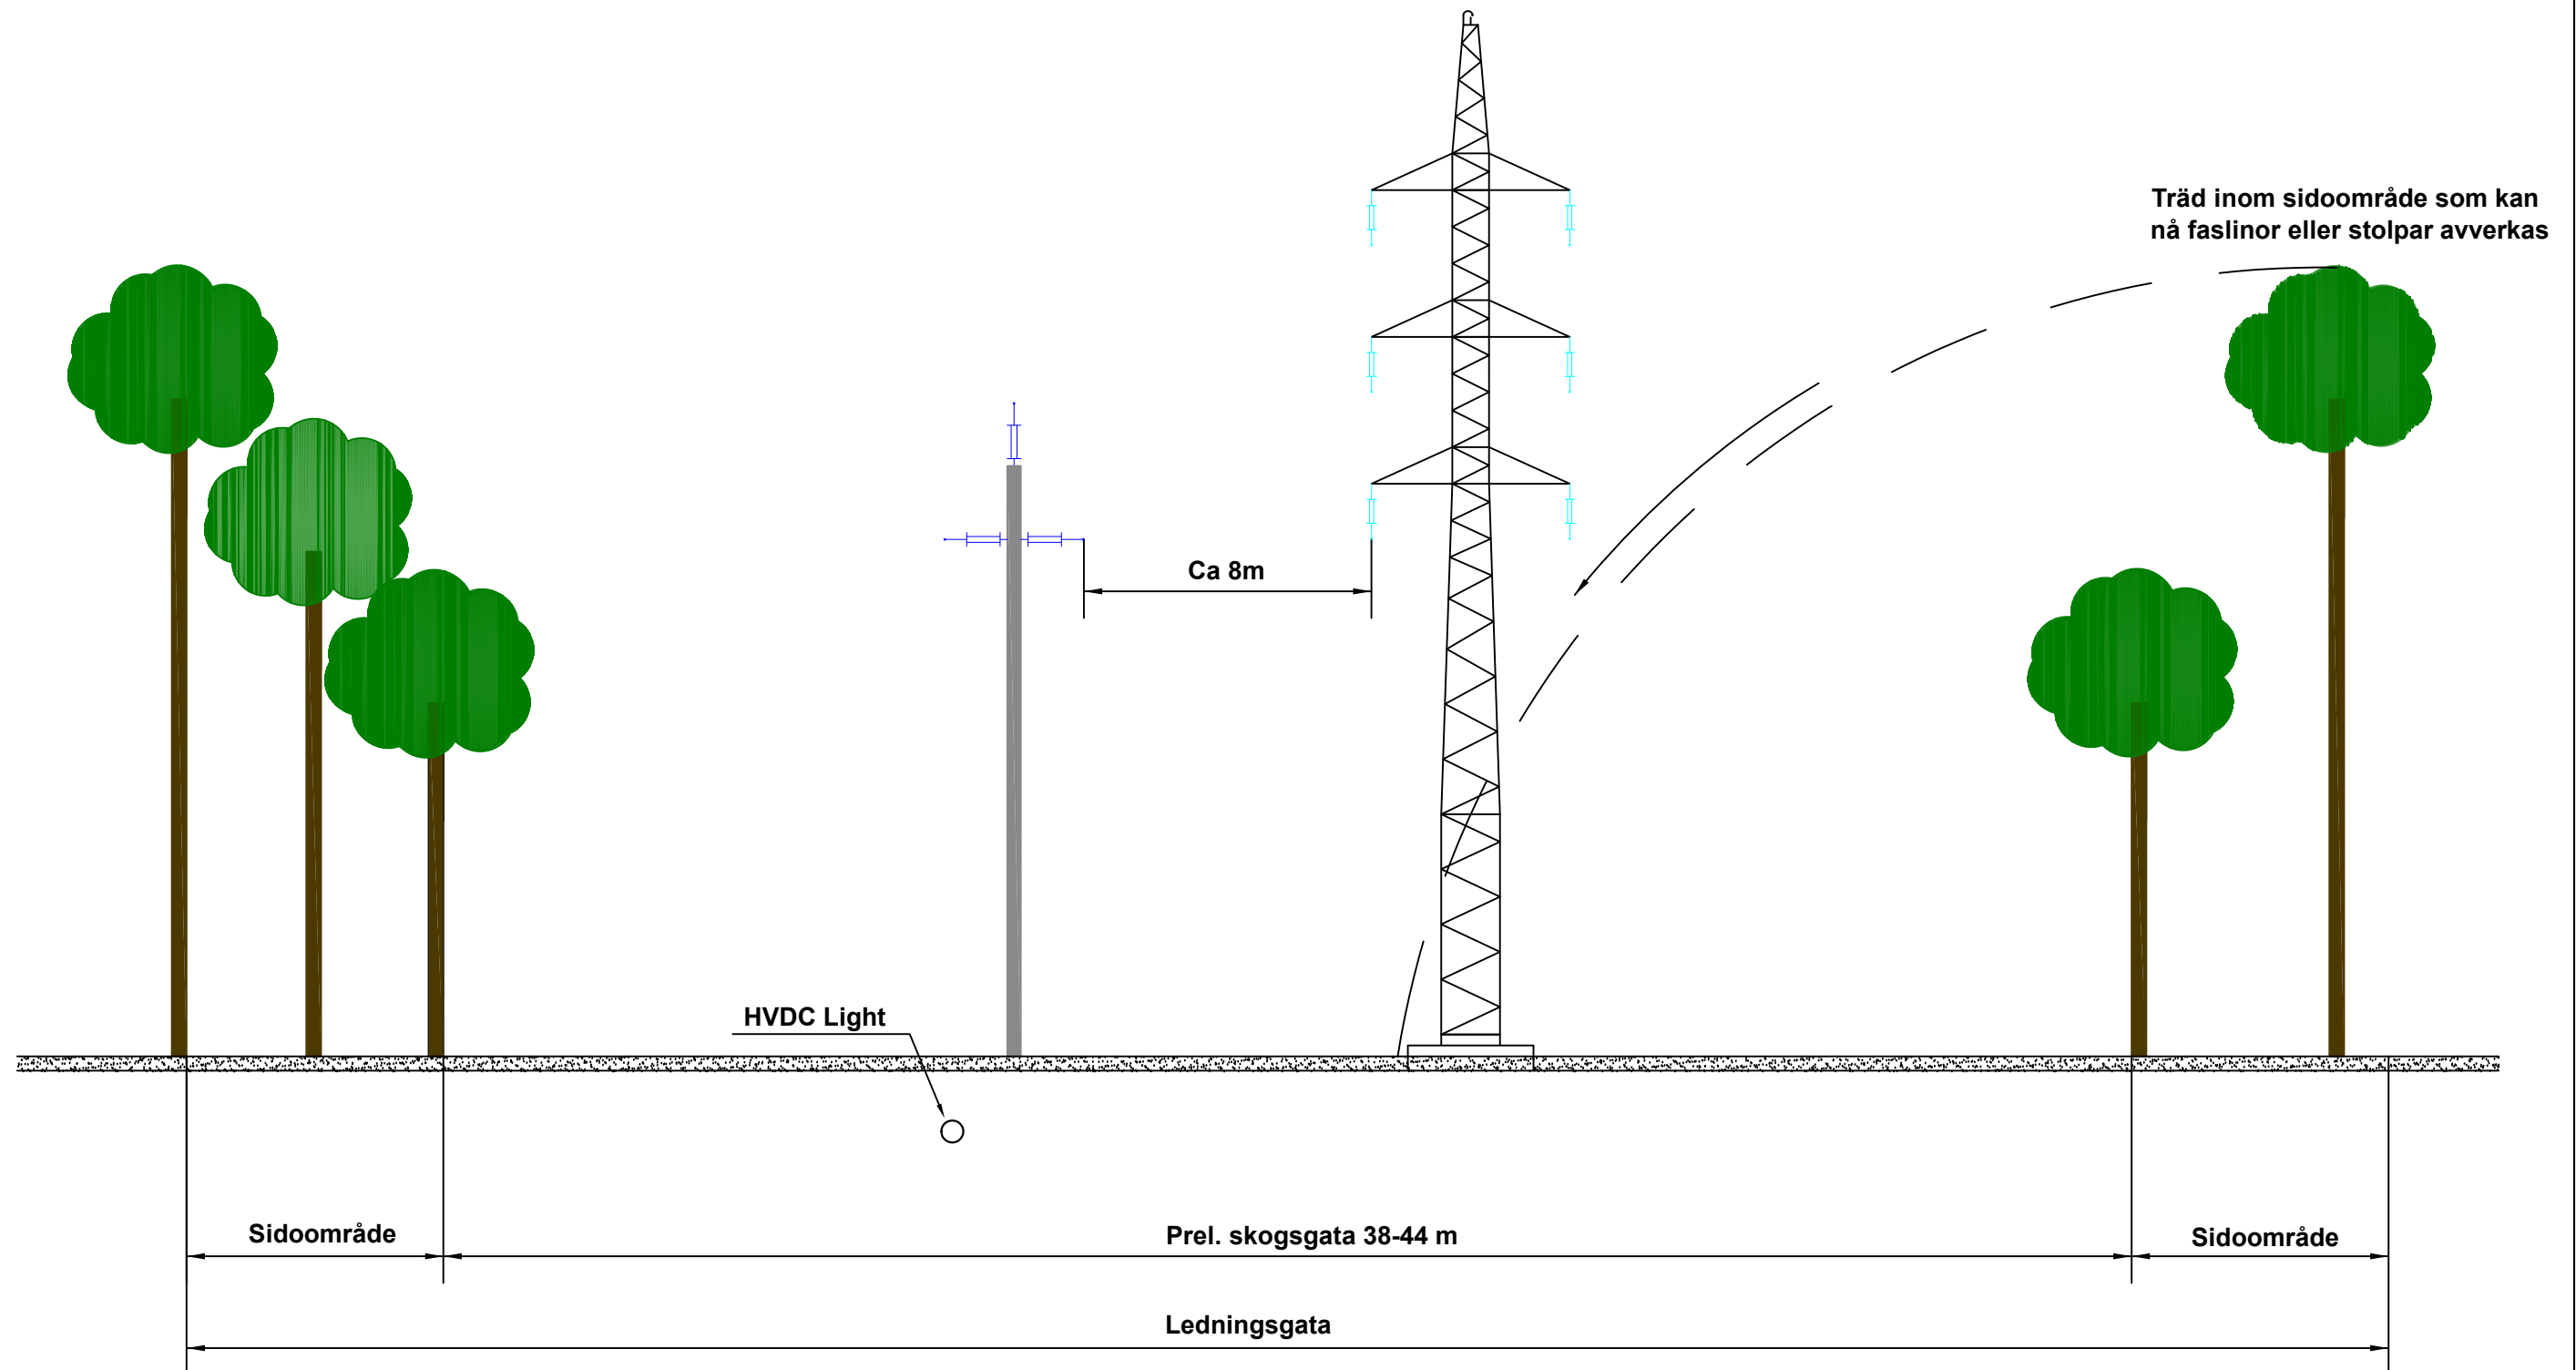 Träd inom sidoområde som kan
nå faslinor eller stolpar avverkas
Ca 8m
HVDC Light
Sidoområde
Prel. skogsgata 38-44 m
Sidoområde
Ledningsgata